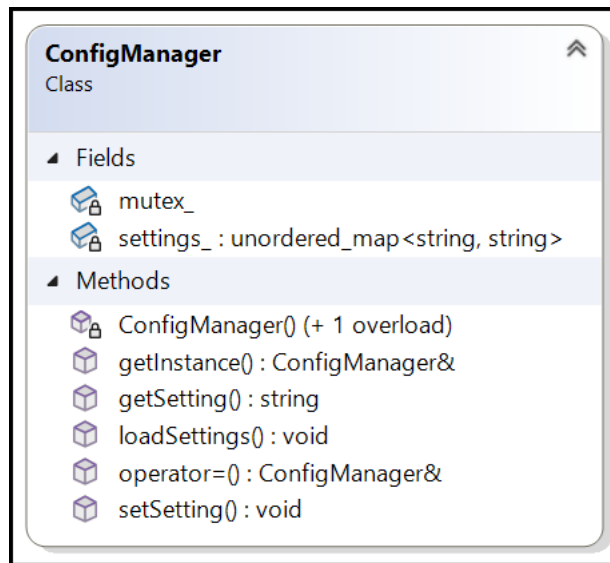 ConfigManager
Class
Fields
mutex_
settings_ : unordered_map<string, string>
Methods
ConfigManager() (+ 1 overload)
getInstance() : ConfigManager&
getSetting() : string
loadSettings() : void
operator=() : ConfigManager&
setSetting() : void